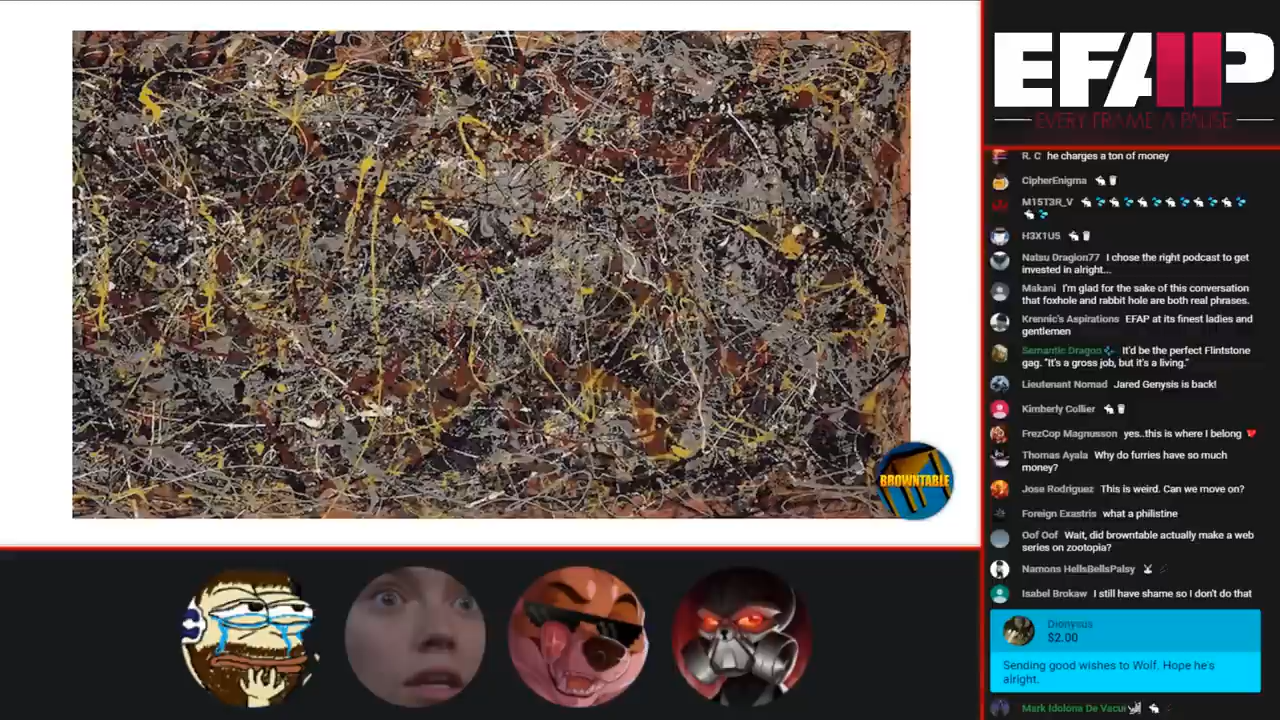 EFAP
EVERY FRAME A PAUSE
BROWNTABLE
R. C he charges a ton of money
CipherEnigma
M15T3R_V
H3X1U5
Natsu Dragion77 I chose the right podcast to get
invested in alright...
Makani I'm glad for the sake of this conversation
that foxhole and rabbit hole are both real phrases.
Krennic's Aspirations EFAP at its finest ladies and
gentlemen
Semantic Dragon It'd be the perfect Flintstone
gag. "It's a gross job, but it's a living."
Lieutenant Nomad Jared Genysis is back!
Kimberly Collier
FrezCop Magnusson yes..this is where I belong
Thomas Ayala Why do furries have so much
money?
Jose Rodriguez This is weird. Can we move on?
Foreign Exastris what a philistine
Oof Oof Wait, did browntable actually make a web
series on zootopia?
Namons HellsBellsPalsy
Isabel Brokaw I still have shame so I don't do that
Dionysus
$2.00
Sending good wishes to Wolf. Hope he's
alright.
Mark Idolona De Vacui